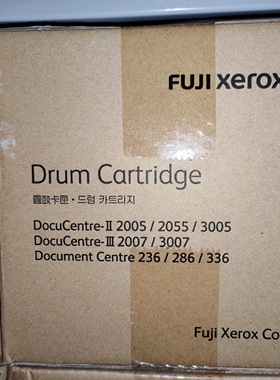 FUJI xerox
Drum Cartridge
圓鼓卡匣・드럼 카트리지
DocuCentre-II 2005 / 2055 / 3005
DocuCentre-III 2007 / 3007
Document Centre 236 / 286 / 336
Fuji Xerox Co